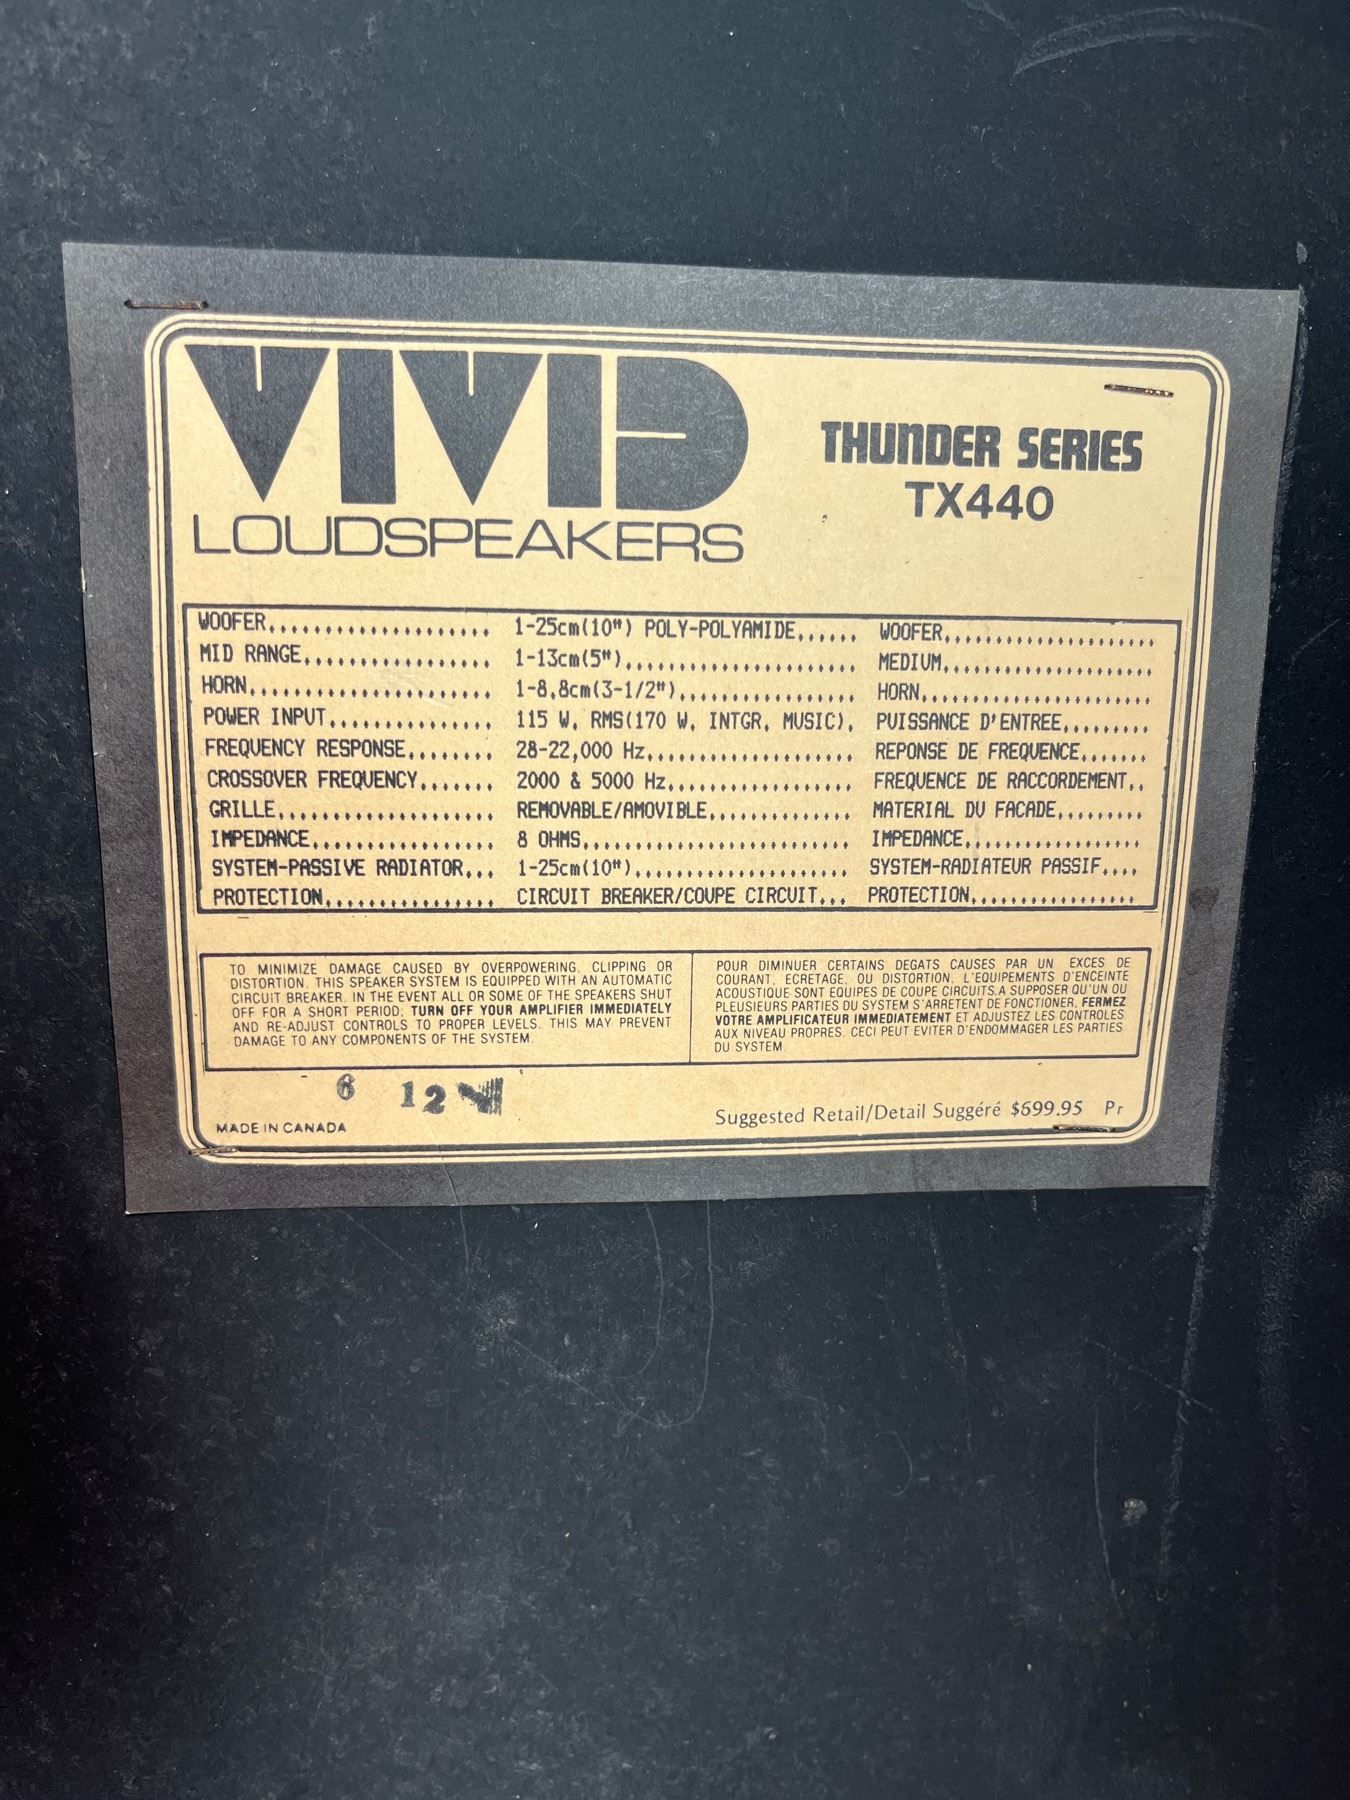 VIVID
LOUDSPEAKERS
THUNDER SERIES
TX440
WOOFER.................... 1-25cm(10") POLY-POLYAMIDE...... WOOFER....................
MID RANGE................. 1-13cm(5")...................... MEDIUM....................
HORN...................... 1-8.8cm(3-1/2")................. HORN......................
POWER INPUT............... 115 W. RMS(170 W. INTGR. MUSIC). PUISSANCE D'ENTREE.........
FREQUENCY RESPONSE........ 28-22,000 Hz................... REPONSE DE FREQUENCE.......
CROSSOVER FREQUENCY....... 2000 & 5000 Hz................. FREQUENCE DE RACCORDEMENT..
GRILLE.................... REMOVABLE/AMOVIBLE.............. MATERIAL DU FACADE.........
IMPEDANCE................. 8 OHMS.......................... IMPEDANCE..................
SYSTEM-PASSIVE RADIATOR... 1-25cm(10")..................... SYSTEM-RADIATEUR PASSIF....
PROTECTION................ CIRCUIT BREAKER/COUPE CIRCUIT... PROTECTION.................
TO MINIMIZE DAMAGE CAUSED BY OVERPOWERING, CLIPPING OR
DISTORTION, THIS SPEAKER SYSTEM IS EQUIPPED WITH AN AUTOMATIC
CIRCUIT BREAKER. IN THE EVENT ALL OR SOME OF THE SPEAKERS SHUT
OFF FOR A SHORT PERIOD, TURN OFF YOUR AMPLIFIER IMMEDIATELY
AND RE-ADJUST CONTROLS TO PROPER LEVELS. THIS MAY PREVENT
DAMAGE TO ANY COMPONENTS OF THE SYSTEM.
POUR DIMINUER CERTAINS DEGATS CAUSES PAR UN EXCES DE
COURANT, ECRETAGE, OU DISTORTION, L'EQUIPEMENTS D'ENCEINTE
ACOUSTIQUE SONT EQUIPES DE COUPE CIRCUITS.A SUPPOSER QU'UN OU
PLEUSIEURS PARTIES DU SYSTEM S'ARRETENT DE FONCTIONER, FERMEZ
VOTRE AMPLIFICATEUR IMMEDIATEMENT ET ADJUSTEZ LES CONTROLES
AUX NIVEAU PROPRES. CECI PEUT EVITER D'ENDOMMAGER LES PARTIES
DU SYSTEM
6 12
MADE IN CANADA
Suggested Retail/Detail Suggéré $699.95 Pr